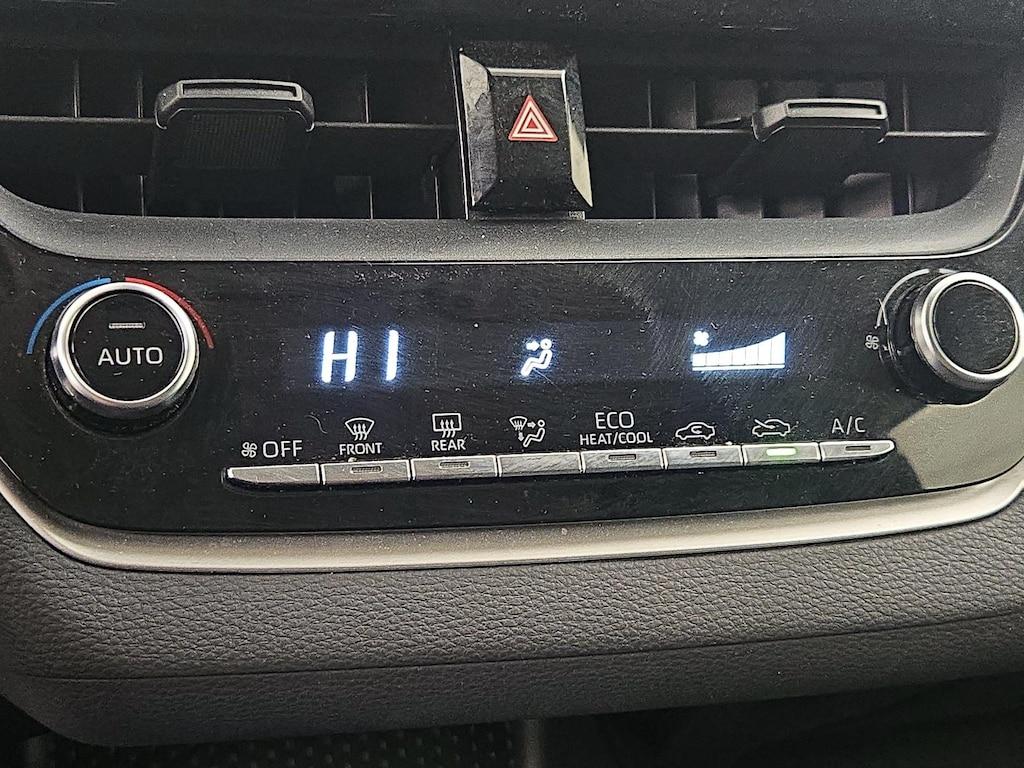 AUTO
HI
OFF
FRONT
REAR
ECO
HEAT/COOL
A/C